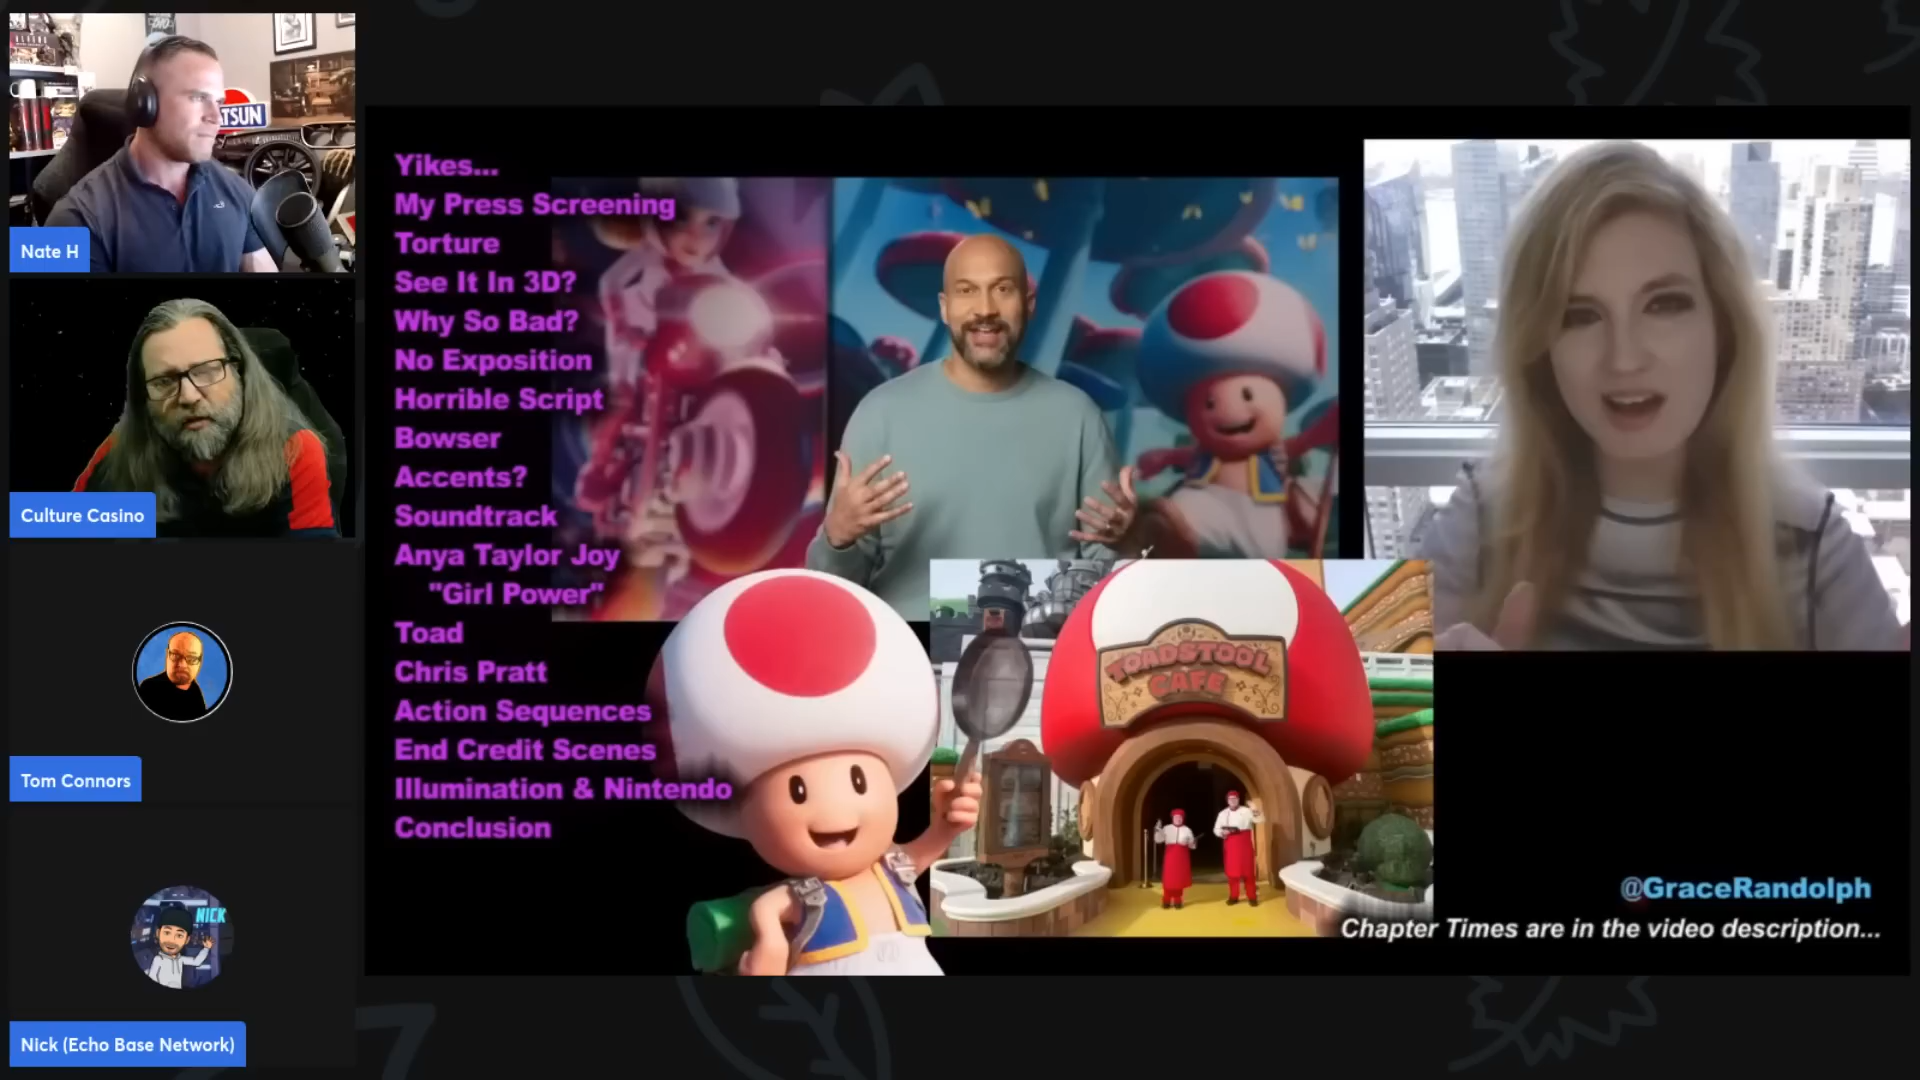 TSUN
Nate H
Culture Casino
Tom Connors
NICK
Nick (Echo Base Network)
Yikes...
My Press Screening
Torture
See It In 3D?
Why So Bad?
No Exposition
Horrible Script
Bowser
Accents?
Soundtrack
Anya Taylor Joy
"Girl Power"
Toad
Chris Pratt
Action Sequences
End Credit Scenes
Illumination & Nintendo
Conclusion
TOADSTOOL
CAFE
@GraceRandolph
Chapter Times are in the video description...